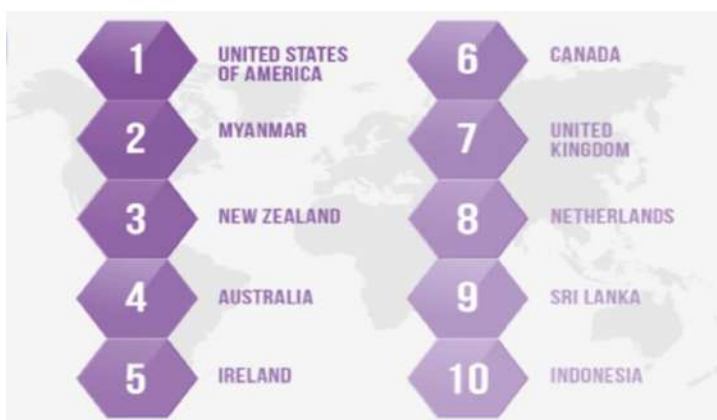 1 UNITED STATES
OF AMERICA
2 MYANMAR
3 NEW ZEALAND
4 AUSTRALIA
5 IRELAND
6 CANADA
7 UNITED
KINGDOM
8 NETHERLANDS
9 SRI LANKA
10 INDONESIA